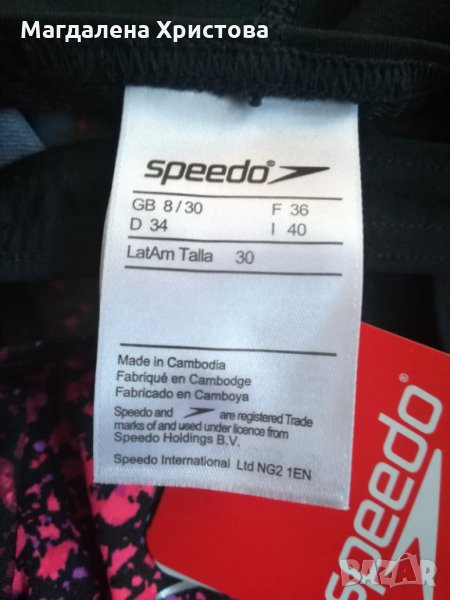 Магдалена Христова
speedo®
GB 8/30 F 36
D 34 I 40
LatAm Talla 30
Made in Cambodia
Fabriqué en Cambodge
Fabricado en Camboya
Speedo and are registered Trade
marks of and used under licence from
Speedo Holdings B.V.
Speedo International Ltd NG2 1EN
speedo®
BAZAR